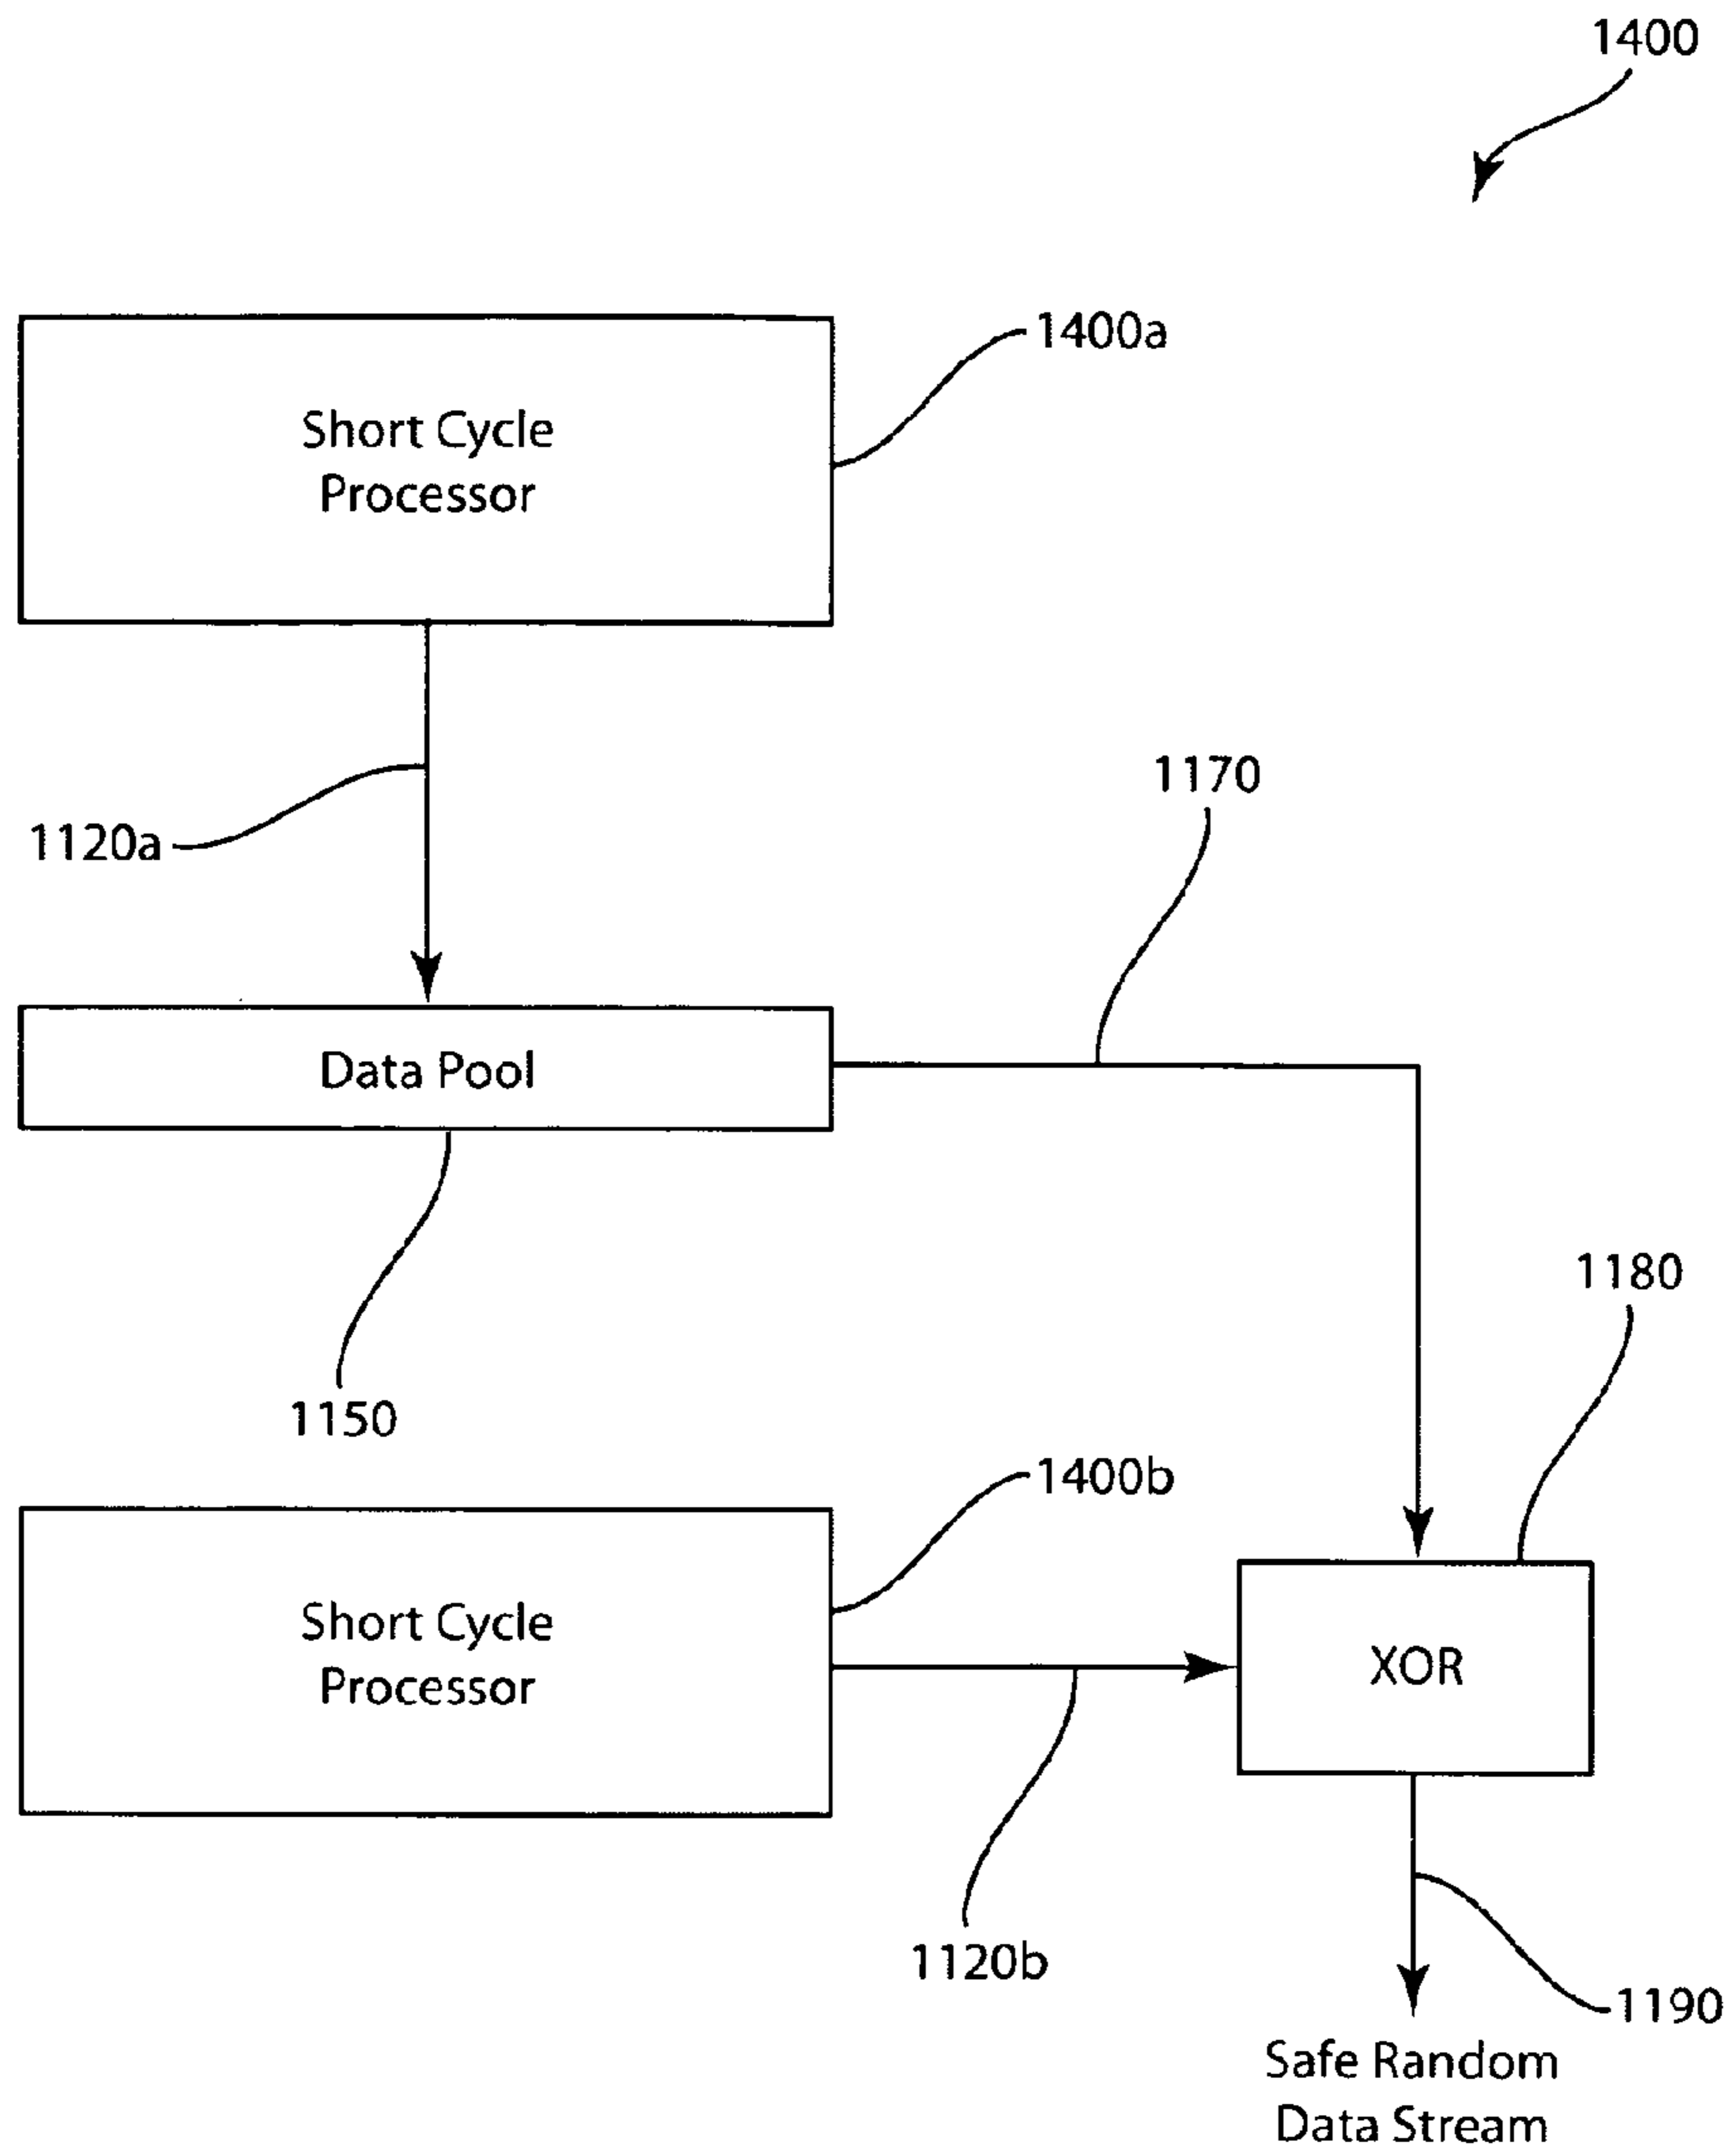 1400
1400a
Short Cycle
Processor
1170
1120a
Data Pool
1180
1150
1400b
Short Cycle
Processor
XOR
1120b
1190
Safe Random
Data Stream